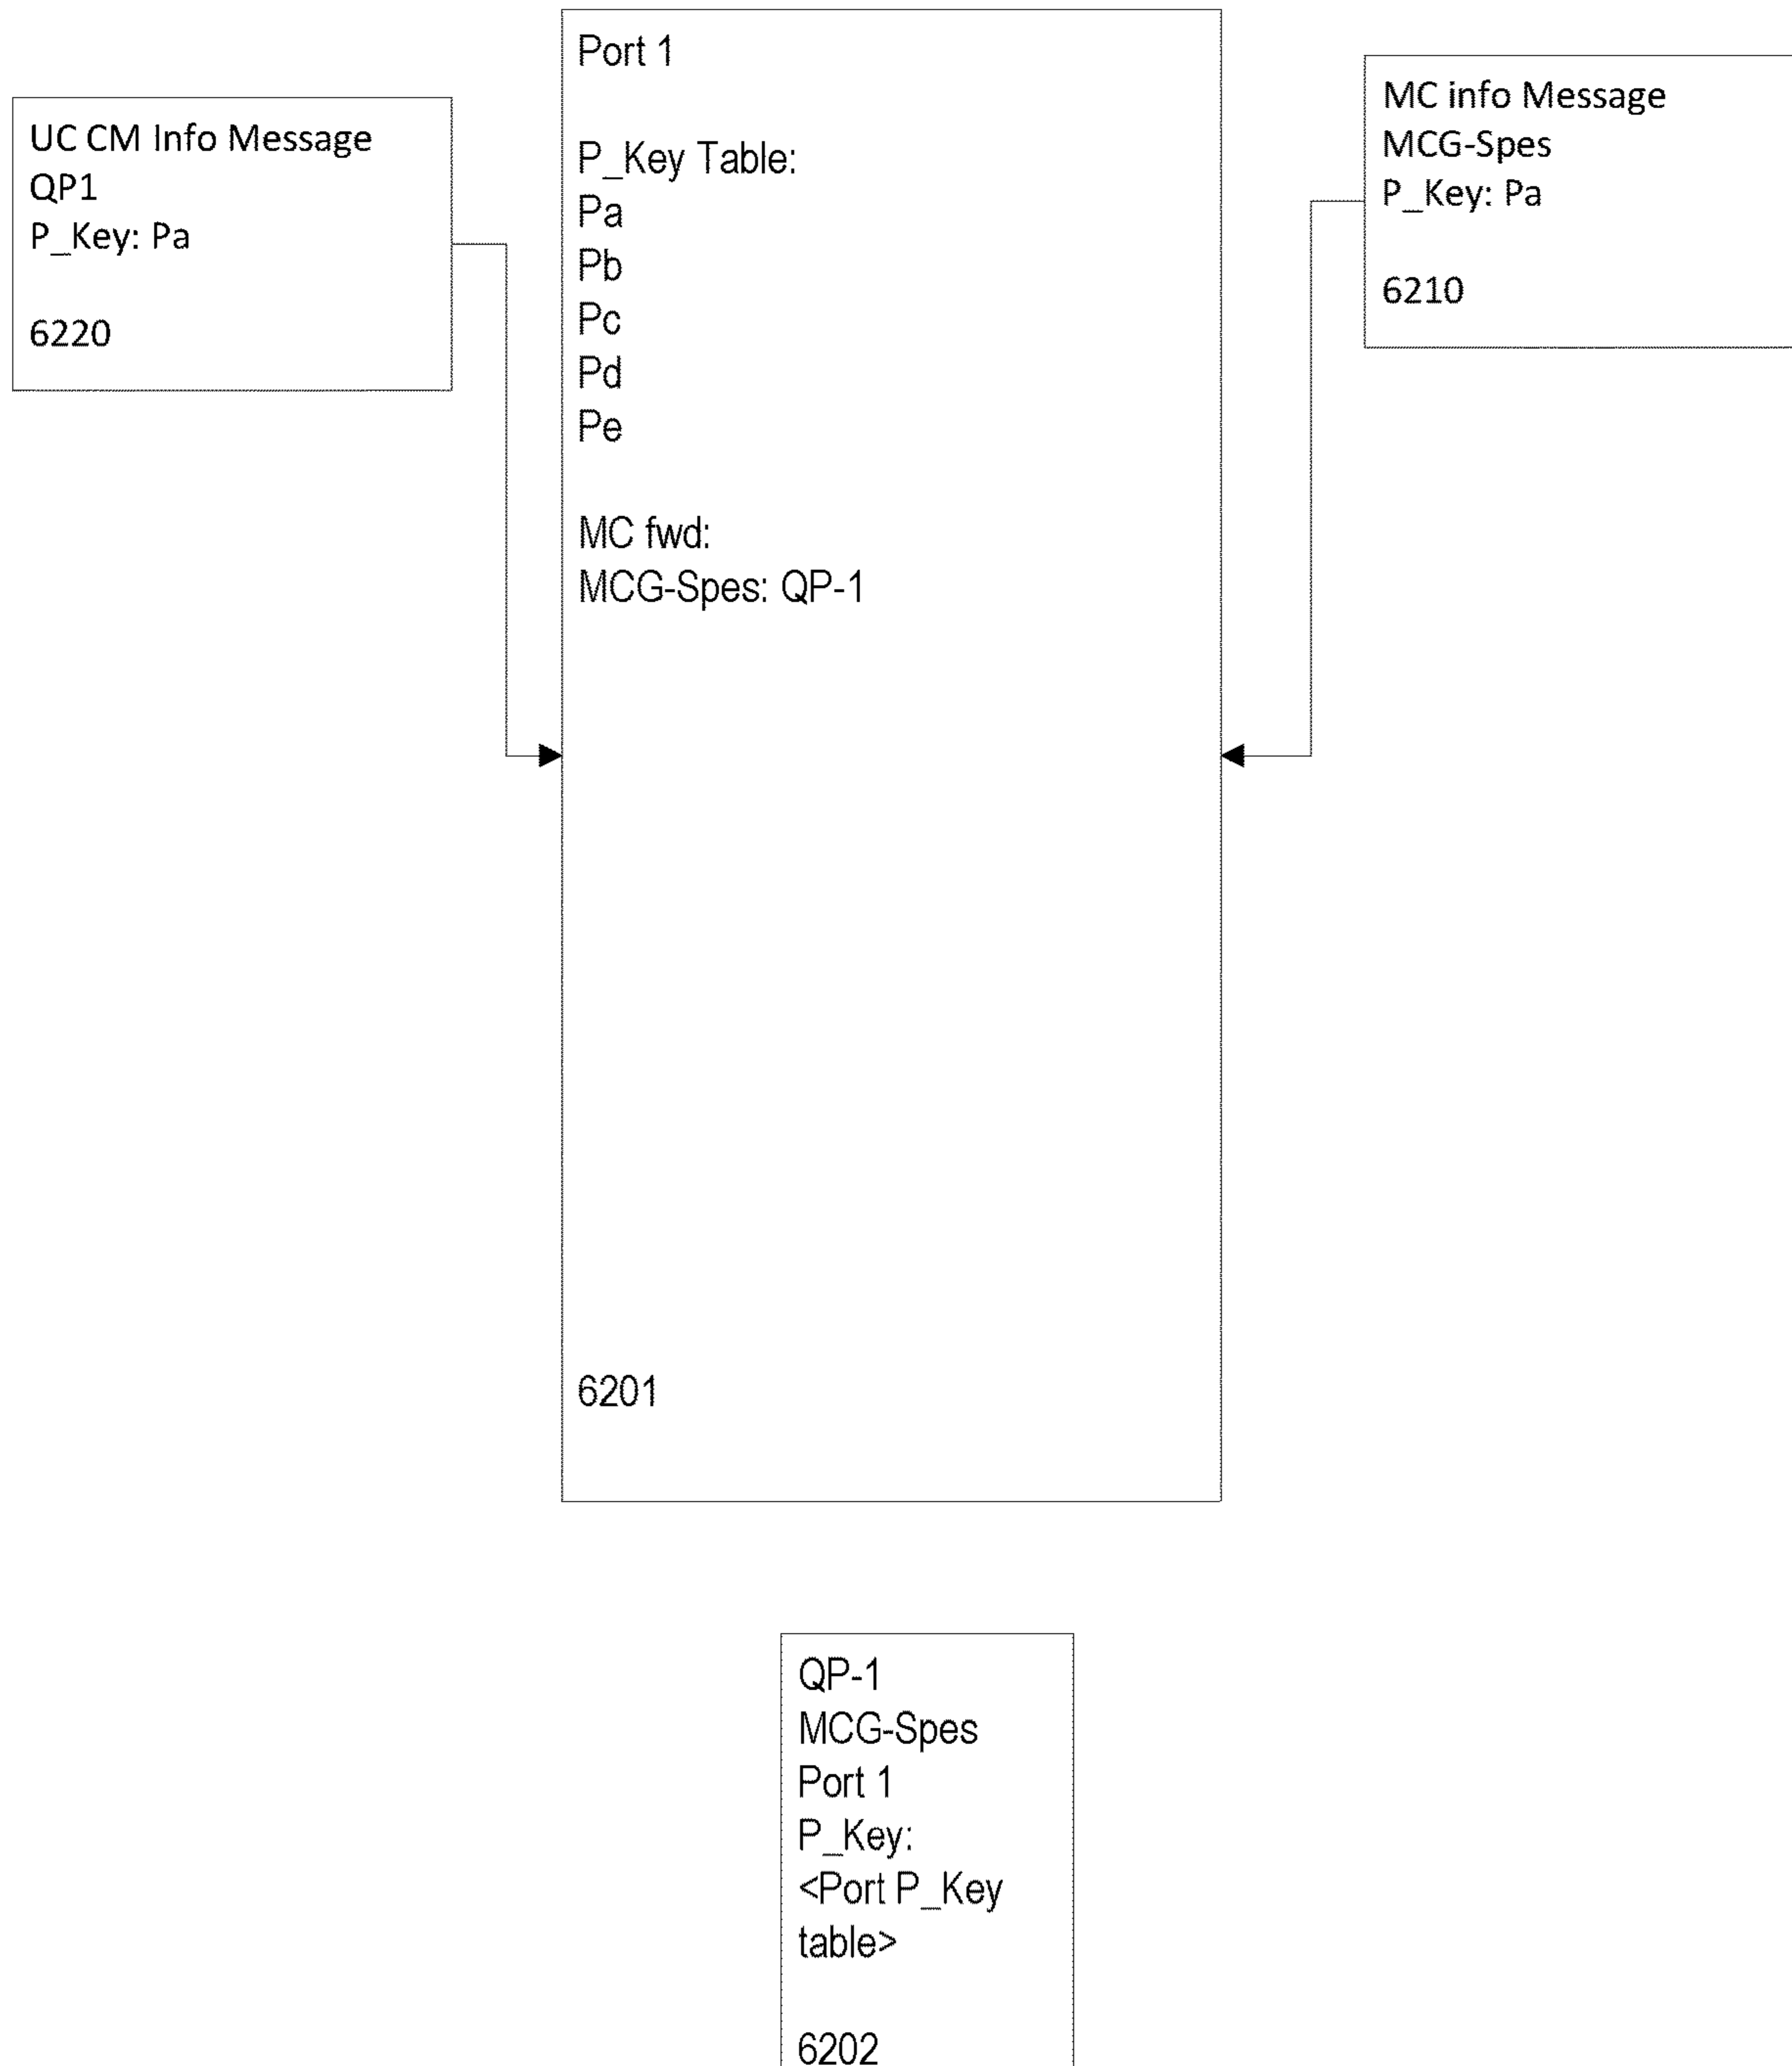 UC CM Info Message
QP1
P_Key: Pa
6220
Port 1
P_Key Table:
Pa
Pb
Pc
Pd
Pe
MC fwd:
MCG-Spes: QP-1
6201
MC info Message
MCG-Spes
P_Key: Pa
6210
QP-1
MCG-Spes
Port 1
P_Key:
<Port P_Key
table>
6202